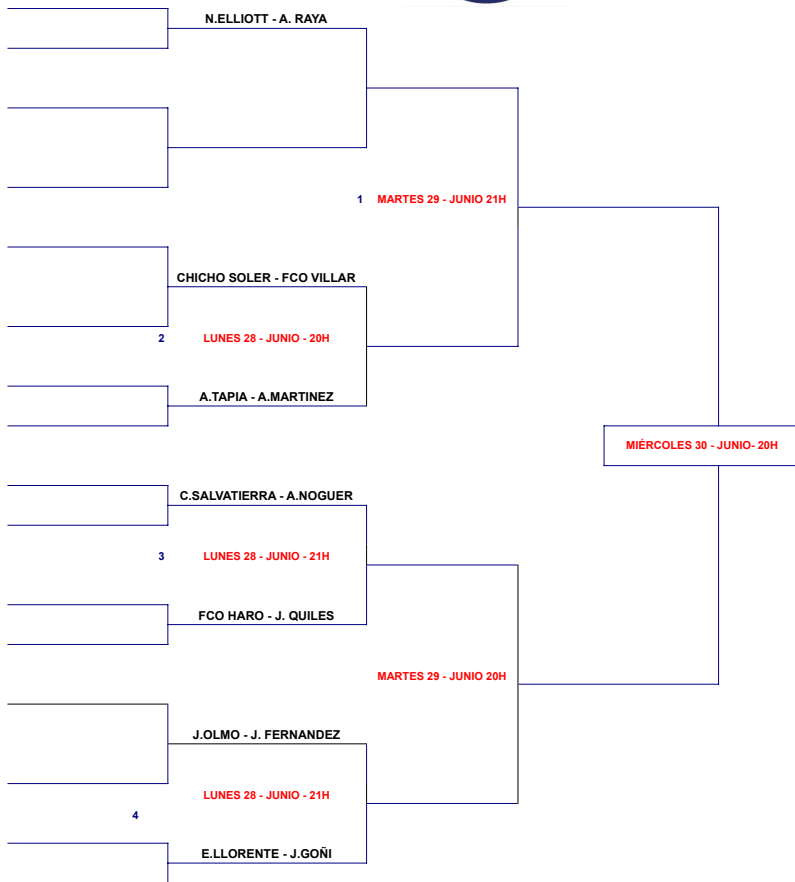 N.ELLIOTT - A. RAYA
1 MARTES 29 - JUNIO 21H
CHICHO SOLER - FCO VILLAR
2 LUNES 28 - JUNIO - 20H
A.TAPIA - A.MARTINEZ
MIÉRCOLES 30 - JUNIO- 20H
C.SALVATIERRA - A.NOGUER
3 LUNES 28 - JUNIO - 21H
FCO HARO - J. QUILES
MARTES 29 - JUNIO 20H
J.OLMO - J. FERNANDEZ
LUNES 28 - JUNIO - 21H
4
E.LLORENTE - J.GOÑI